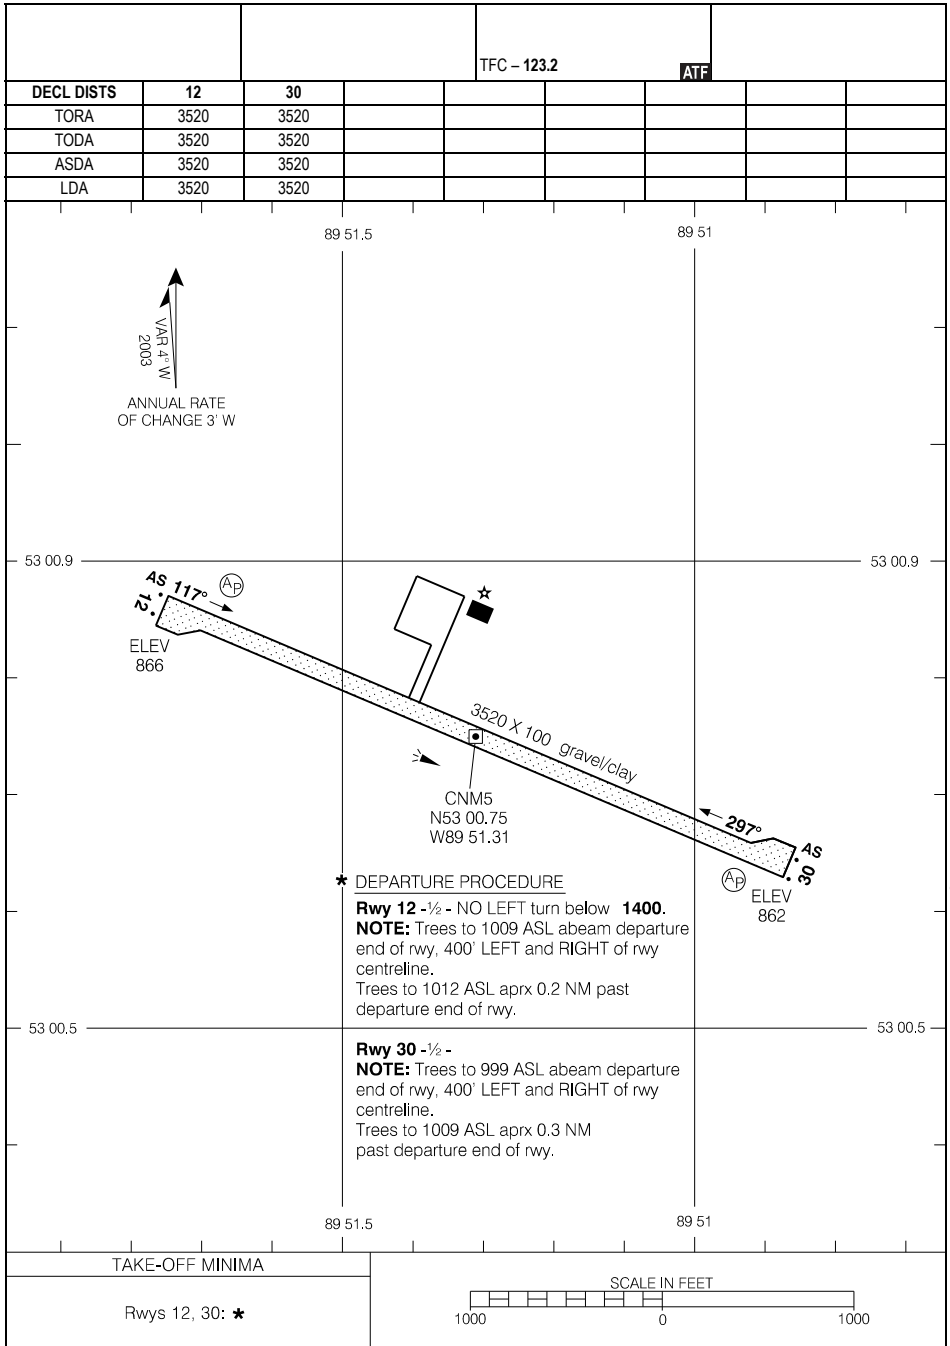 TFC – 123.2 ATF
DECL DISTS 12 30
TORA 3520 3520
TODA 3520 3520
ASDA 3520 3520
LDA 3520 3520
89 51.5 89 51
VAR 4° W
2003
ANNUAL RATE
OF CHANGE 3' W
53 00.9 53 00.9
AS 117° AP
12
ELEV
866
3520 X 100 gravel/clay
CNM5
N53 00.75
W89 51.31
297°
AS
30
AP
ELEV
862
* DEPARTURE PROCEDURE
Rwy 12 -½ - NO LEFT turn below 1400.
NOTE: Trees to 1009 ASL abeam departure
end of rwy, 400' LEFT and RIGHT of rwy
centreline.
Trees to 1012 ASL aprx 0.2 NM past
departure end of rwy.
53 00.5 53 00.5
Rwy 30 -½ -
NOTE: Trees to 999 ASL abeam departure
end of rwy, 400' LEFT and RIGHT of rwy
centreline.
Trees to 1009 ASL aprx 0.3 NM
past departure end of rwy.
89 51.5 89 51
TAKE-OFF MINIMA
Rwys 12, 30: *
SCALE IN FEET
1000 0 1000